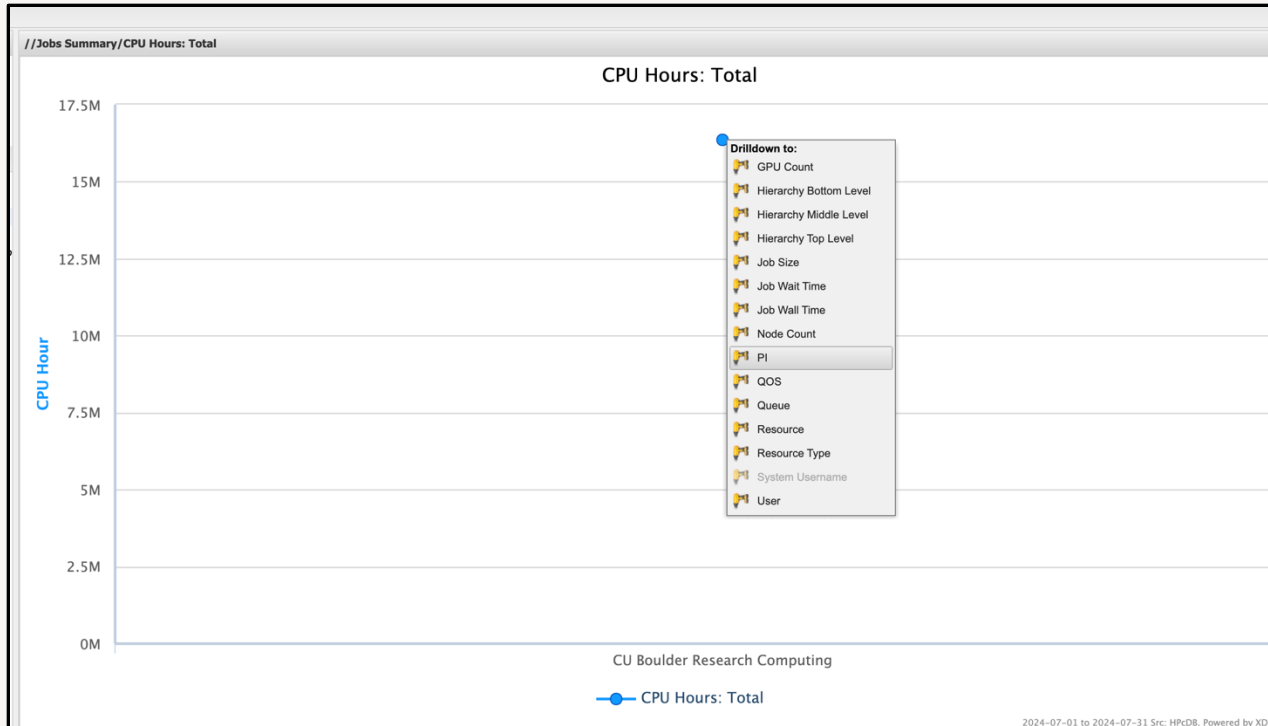 //Jobs Summary/CPU Hours: Total
CPU Hours: Total
17.5M
15M
12.5M
10M
7.5M
5M
2.5M
0M
CPU Hour
Drilldown to:
GPU Count
Hierarchy Bottom Level
Hierarchy Middle Level
Hierarchy Top Level
Job Size
Job Wait Time
Job Wall Time
Node Count
PI
QOS
Queue
Resource
Resource Type
System Username
User
CU Boulder Research Computing
CPU Hours: Total
2024-07-01 to 2024-07-31 Src: HPcDB. Powered by XD